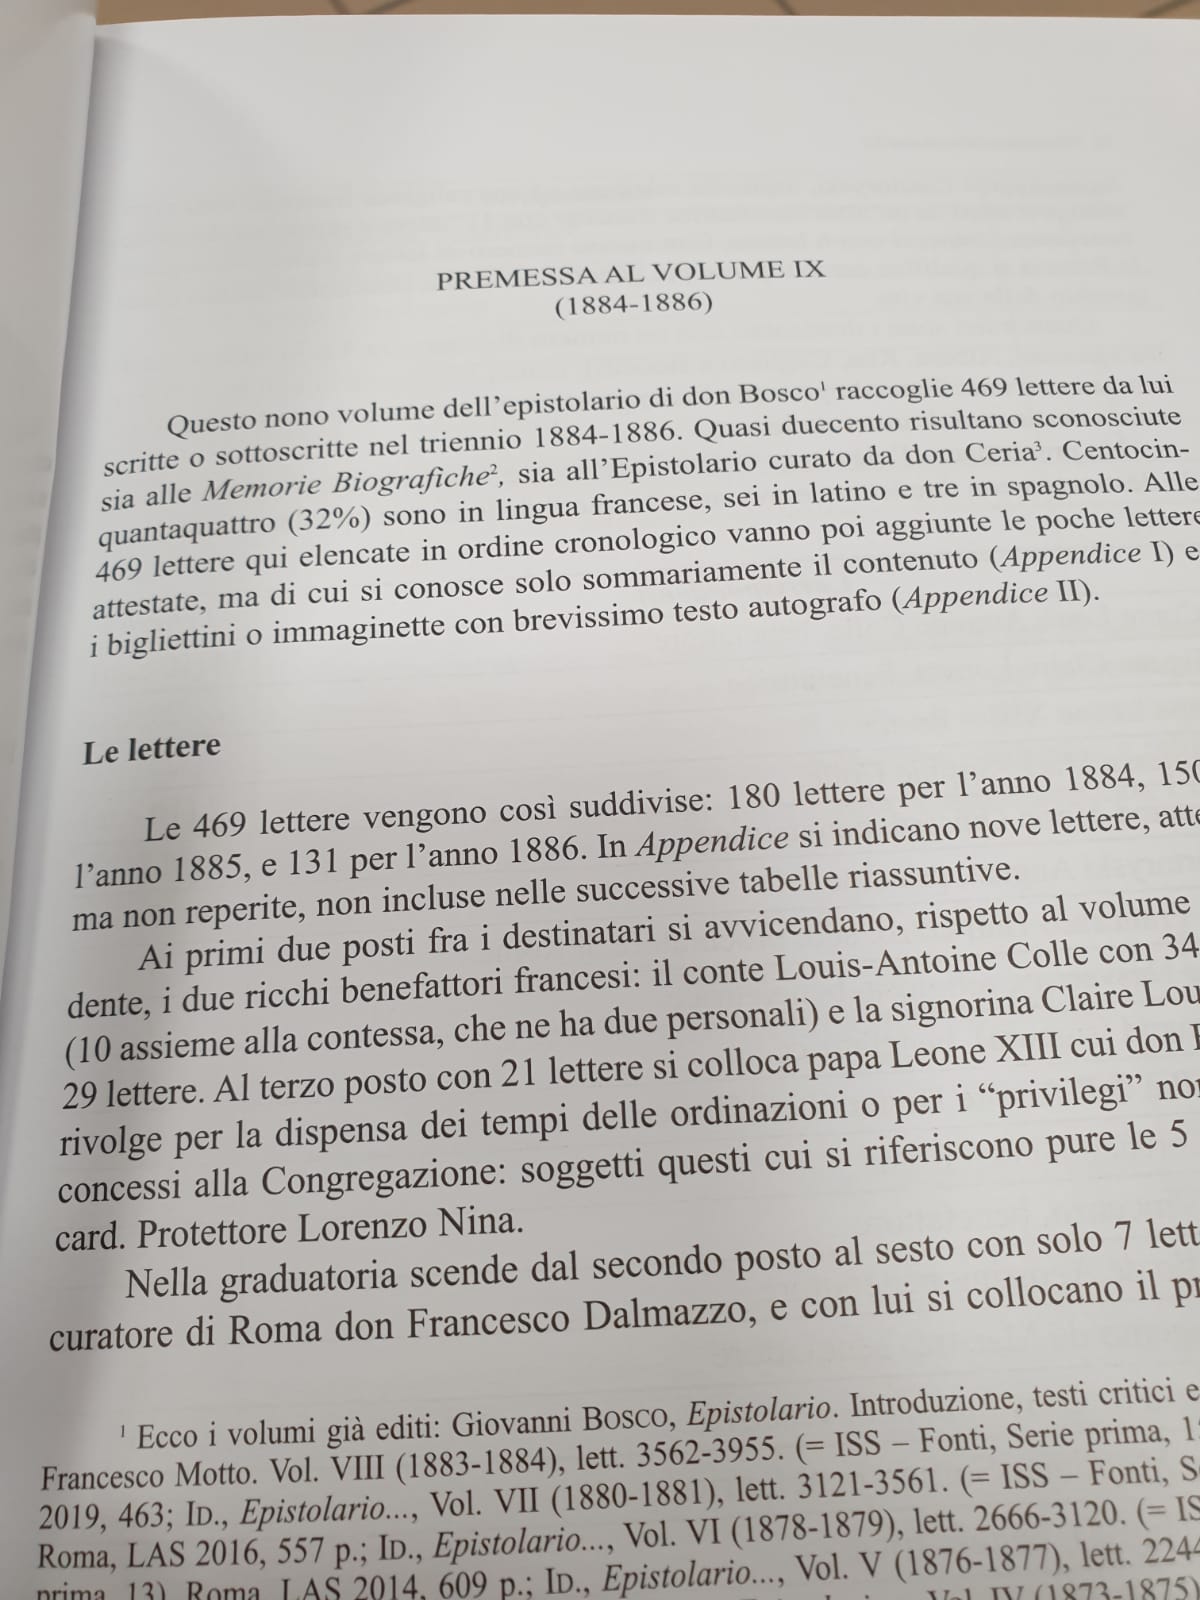 PREMESSA AL VOLUME IX
(1884-1886)
Questo nono volume dell’epistolario di don Bosco¹ raccoglie 469 lettere da lui
scritte o sottoscritte nel triennio 1884-1886. Quasi duecento risultano sconosciute
sia alle Memorie Biografiche², sia all’Epistolario curato da don Ceria³. Centocin-
quantaquattro (32%) sono in lingua francese, sei in latino e tre in spagnolo. Alle
469 lettere qui elencate in ordine cronologico vanno poi aggiunte le poche lettere
attestate, ma di cui si conosce solo sommariamente il contenuto (Appendice I) e
i bigliettini o immaginette con brevissimo testo autografo (Appendice II).
Le lettere
Le 469 lettere vengono così suddivise: 180 lettere per l’anno 1884, 150
l’anno 1885, e 131 per l’anno 1886. In Appendice si indicano nove lettere, atte
ma non reperite, non incluse nelle successive tabelle riassuntive.
Ai primi due posti fra i destinatari si avvicendano, rispetto al volume
dente, i due ricchi benefattori francesi: il conte Louis-Antoine Colle con 34
(10 assieme alla contessa, che ne ha due personali) e la signorina Claire Lou
29 lettere. Al terzo posto con 21 lettere si colloca papa Leone XIII cui don
rivolge per la dispensa dei tempi delle ordinazioni o per i “privilegi” non
concessi alla Congregazione: soggetti questi cui si riferiscono pure le 5
card. Protettore Lorenzo Nina.
Nella graduatoria scende dal secondo posto al sesto con solo 7 lett
curatore di Roma don Francesco Dalmazzo, e con lui si collocano il pr
¹ Ecco i volumi già editi: Giovanni BOSCO, Epistolario. Introduzione, testi critici e
Francesco Motto. Vol. VIII (1883-1884), lett. 3562-3955. (= ISS – Fonti, Serie prima, 1
2019, 463; ID., Epistolario..., Vol. VII (1880-1881), lett. 3121-3561. (= ISS – Fonti, S
Roma, LAS 2016, 557 p.; ID., Epistolario..., Vol. VI (1878-1879), lett. 2666-3120. (= IS
prima, 13) Roma, LAS 2014, 609 p.; ID., Epistolario..., Vol. V (1876-1877), lett. 2244
Vol. IV (1873-1875)